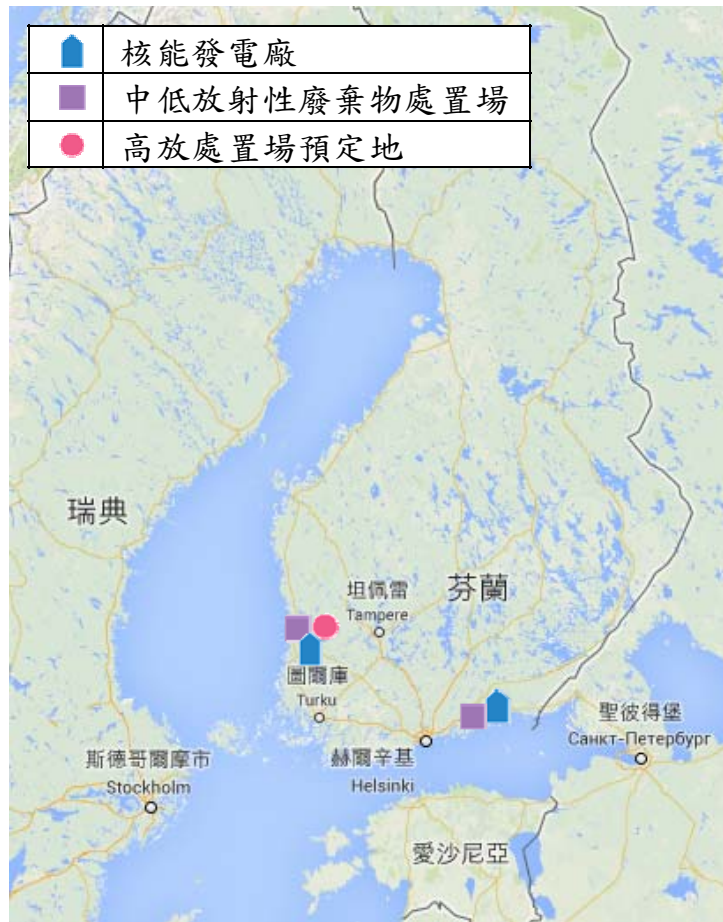 核能發電廠
中低放射性廢棄物處置場
高放處置場預定地
瑞典
坦佩雷
Tampere
芬蘭
圖爾庫
Turku
聖彼得堡
Санкт-Петербург
斯德哥爾摩市
Stockholm
赫爾辛基
Helsinki
愛沙尼亞